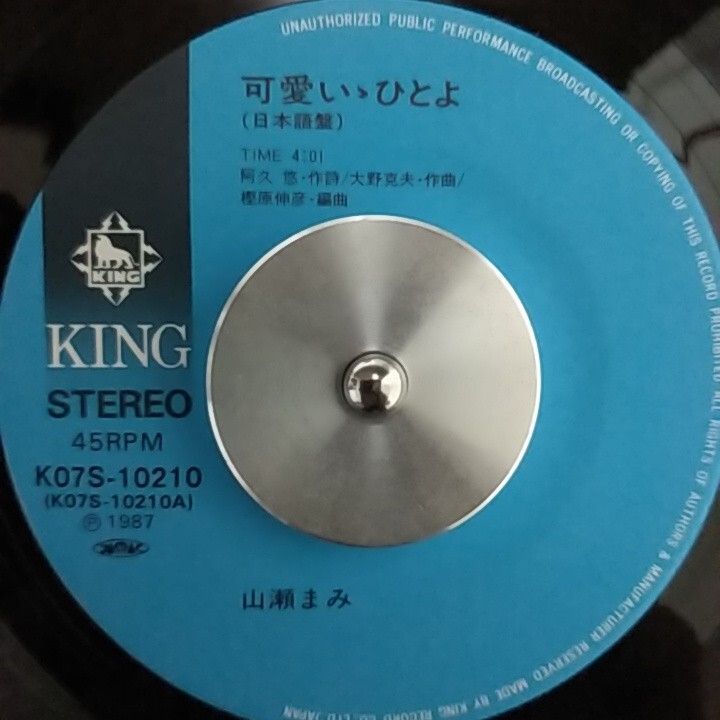 UNAUTHORIZED PUBLIC PERFORMANCE BROADCASTING OR COPYING OF THIS RECORD PROHIBITED ALL RIGHTS OF AUTHORS & MANUFACTURER RESERVED MADE BY KING RECORD CO., LTD JAPAN
可愛いゝひとよ
(日本語盤)
TIME 4:01
阿久 悠・作詩/大野克夫・作曲/
樫原伸彦・編曲
KING
KING
STEREO
45RPM
K07S-10210
(K07S-10210A)
Ⓟ 1987
山瀬まみ